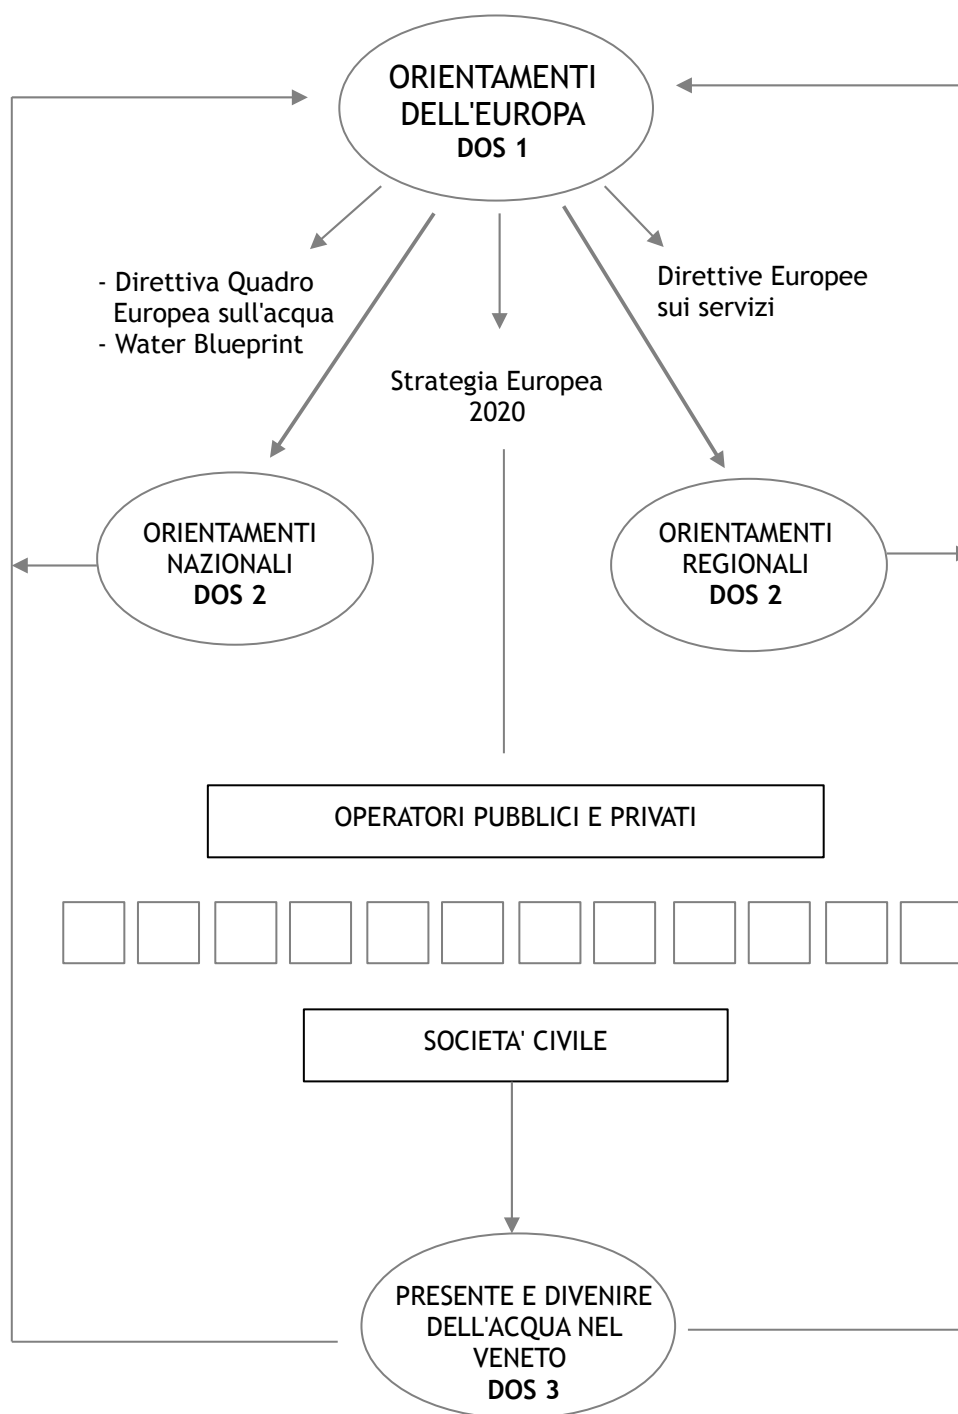 ORIENTAMENTI
DELL'EUROPA
DOS 1
- Direttiva Quadro
Europea sull'acqua
- Water Blueprint
Direttive Europee
sui servizi
Strategia Europea
2020
ORIENTAMENTI
NAZIONALI
DOS 2
ORIENTAMENTI
REGIONALI
DOS 2
OPERATORI PUBBLICI E PRIVATI
SOCIETA' CIVILE
PRESENTE E DIVENIRE
DELL'ACQUA NEL
VENETO
DOS 3